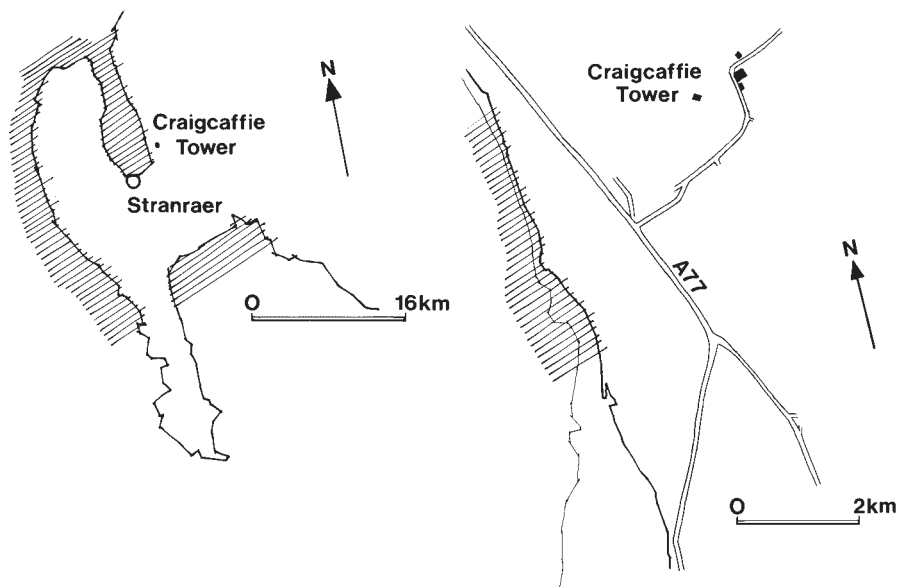 N
Craigcaffie
Tower
Stranraer
O 16km
Craigcaffie
Tower
N
A77
O 2km